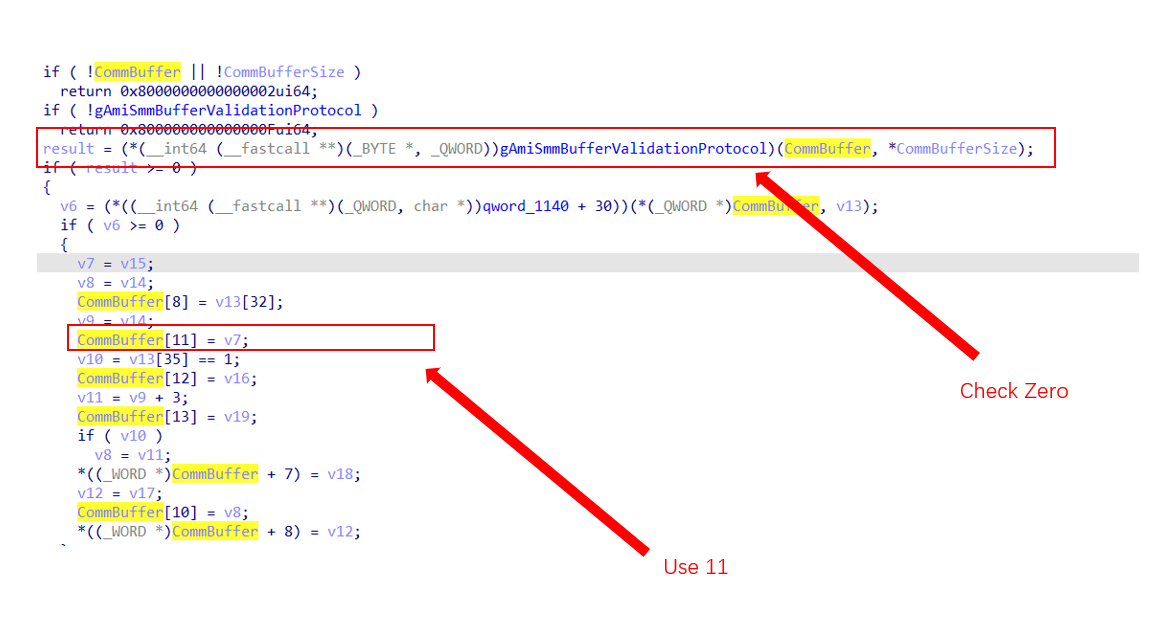 if ( !CommBuffer || !CommBufferSize )
return 0x8000000000000002ui64;
if ( !gAmiSmmBufferValidationProtocol )
return 0x800000000000000Fui64;
result = (*(__int64 (__fastcall **)(_BYTE *, _QWORD))gAmiSmmBufferValidationProtocol)(CommBuffer, *CommBufferSize);
if ( result >= 0 )
{
v6 = (*((__int64 (__fastcall **)(_QWORD, char *))qword_1140 + 30))(*(_QWORD *)CommBuffer, v13);
if ( v6 >= 0 )
{
v7 = v15;
v8 = v14;
CommBuffer[8] = v13[32];
v9 = v14;
CommBuffer[11] = v7;
v10 = v13[35] == 1;
CommBuffer[12] = v16;
v11 = v9 + 3;
CommBuffer[13] = v19;
if ( v10 )
v8 = v11;
*((_WORD *)CommBuffer + 7) = v18;
v12 = v17;
CommBuffer[10] = v8;
*((_WORD *)CommBuffer + 8) = v12;
Check Zero
Use 11